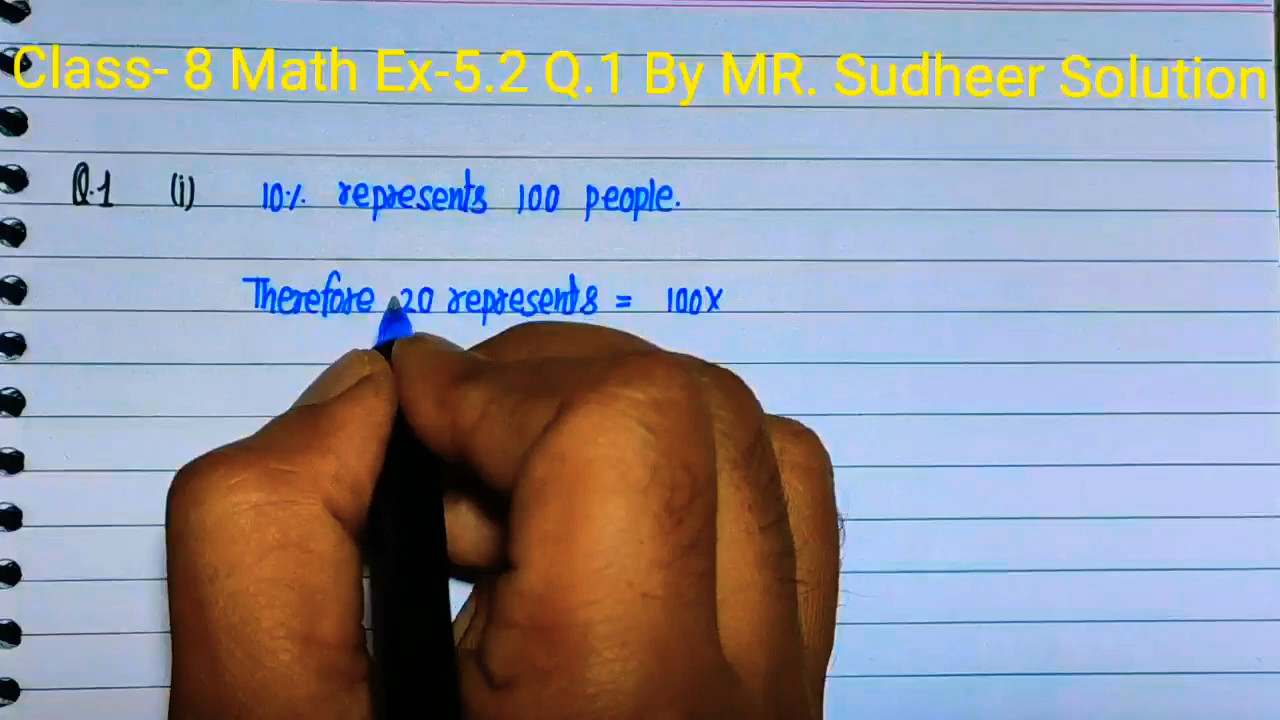 Class- 8 Math Ex-5.2 Q.1 By MR. Sudheer Solution
Q.1 (i) 10% represents 100 people.
Therefore 20 represents = 100x